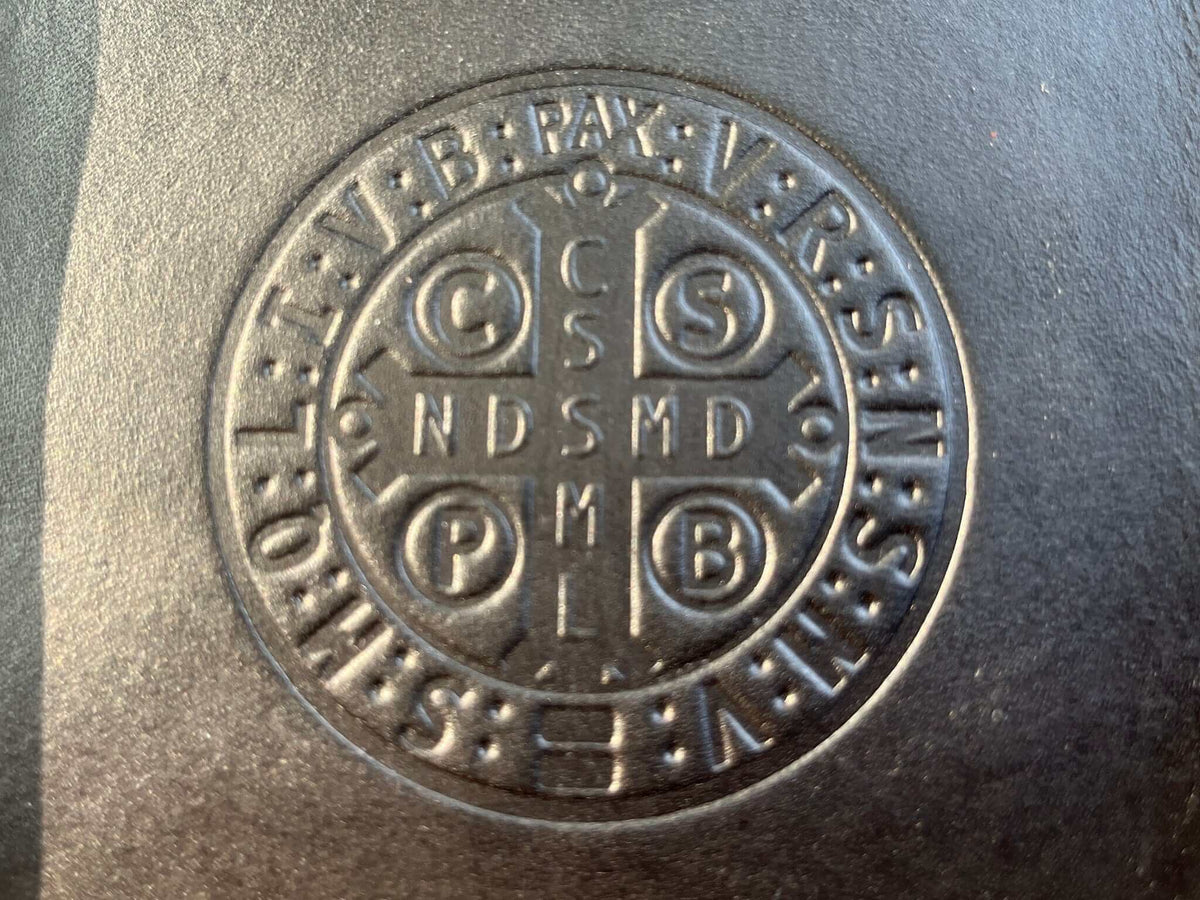 PAX : V : R : S : N : S : M : V : : S : M : Q : L : I : V : B :
C S
C
S
N D S M D
M
L
P B